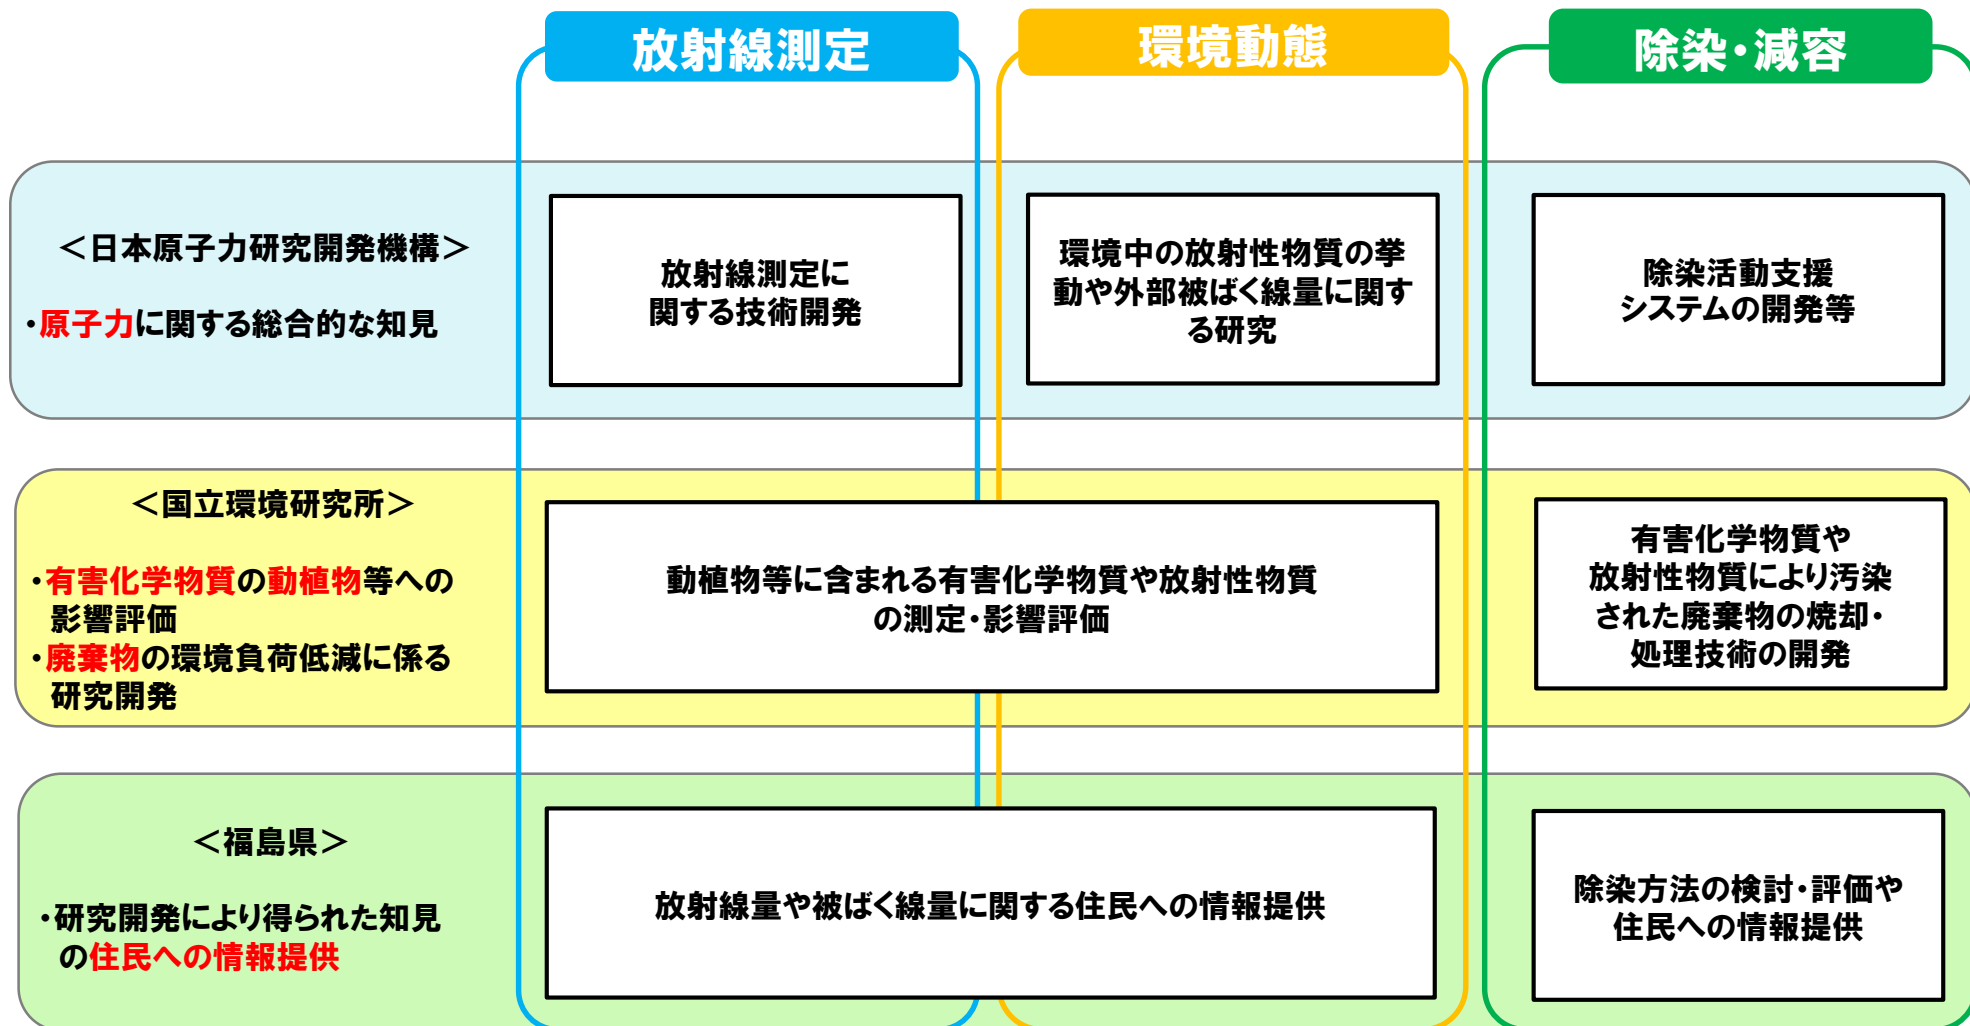 放射線測定
環境動態
除染・減容
＜日本原子力研究開発機構＞
・原子力に関する総合的な知見
放射線測定に
関する技術開発
環境中の放射性物質の挙
動や外部被ばく線量に関す
る研究
除染活動支援
システムの開発等
＜国立環境研究所＞
・有害化学物質の動植物等への
影響評価
・廃棄物の環境負荷低減に係る
研究開発
動植物等に含まれる有害化学物質や放射性物質
の測定・影響評価
有害化学物質や
放射性物質により汚染
された廃棄物の焼却・
処理技術の開発
＜福島県＞
・研究開発により得られた知見
の住民への情報提供
放射線量や被ばく線量に関する住民への情報提供
除染方法の検討・評価や
住民への情報提供